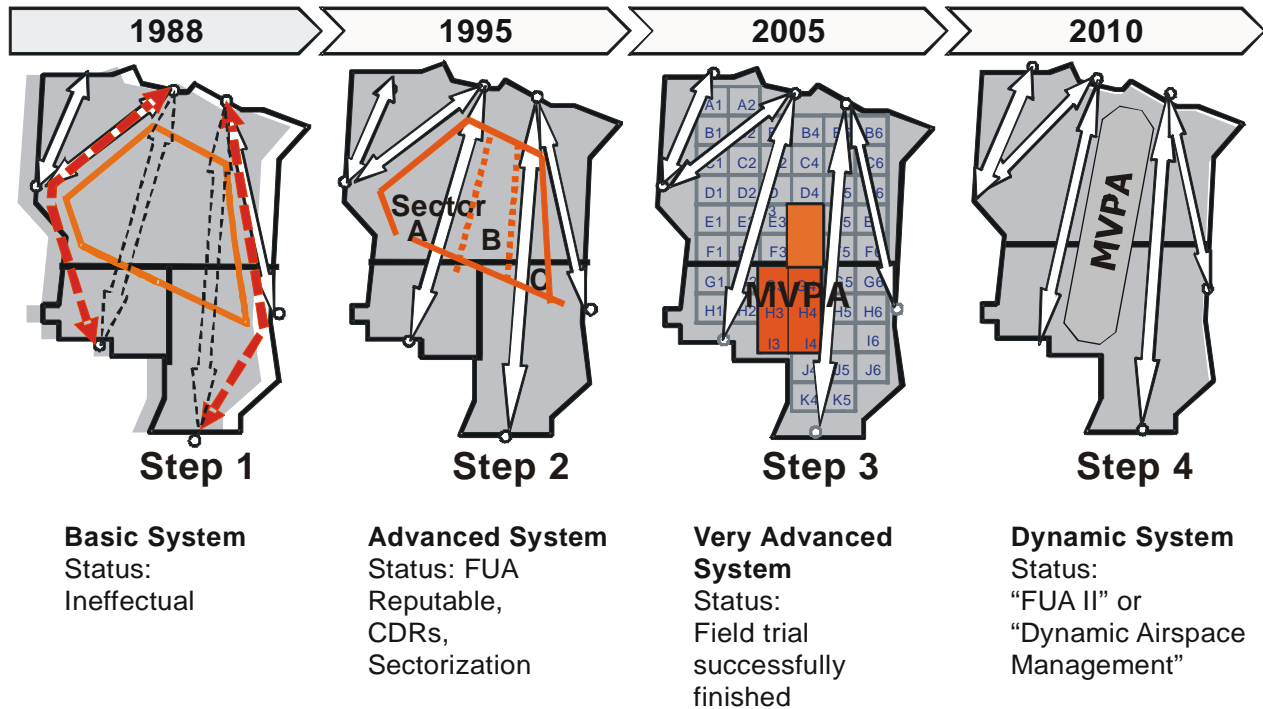 1988 1995 2005 2010
A1 A2
B1 B2 B4 B6
C1 C2 C4 C6
D1 D2 D4
Sector
A
B
C
E1 E2 E3
F1 F2 F3 F6
G1 G5 G6
MVPA
H1 H2 H3 H4 H5 H6
I3 I4 I6
J4 J5 J6
K4 K5
MVPA
Step 1 Step 2 Step 3 Step 4
Basic System
Status:
Ineffectual
Advanced System
Status: FUA
Reputable,
CDRs,
Sectorization
Very Advanced
System
Status:
Field trial
successfully
finished
Dynamic System
Status:
“FUA II” or
“Dynamic Airspace
Management”